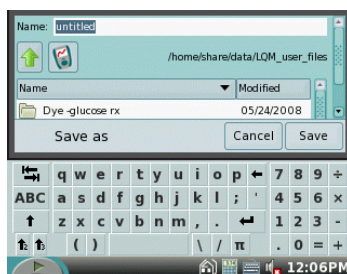 Name: untitled
/home/share/data/LQM_user_files
Name Modified
Dye -glucose rx 05/24/2008
Save as Cancel Save
q w e r t y u i o p 7 8 9 ÷
ABC a s d f g h j k l ; ' 4 5 6 ×
z x c v b n m , . 1 2 3 -
( ) \ / π . 0 = +
12:06PM